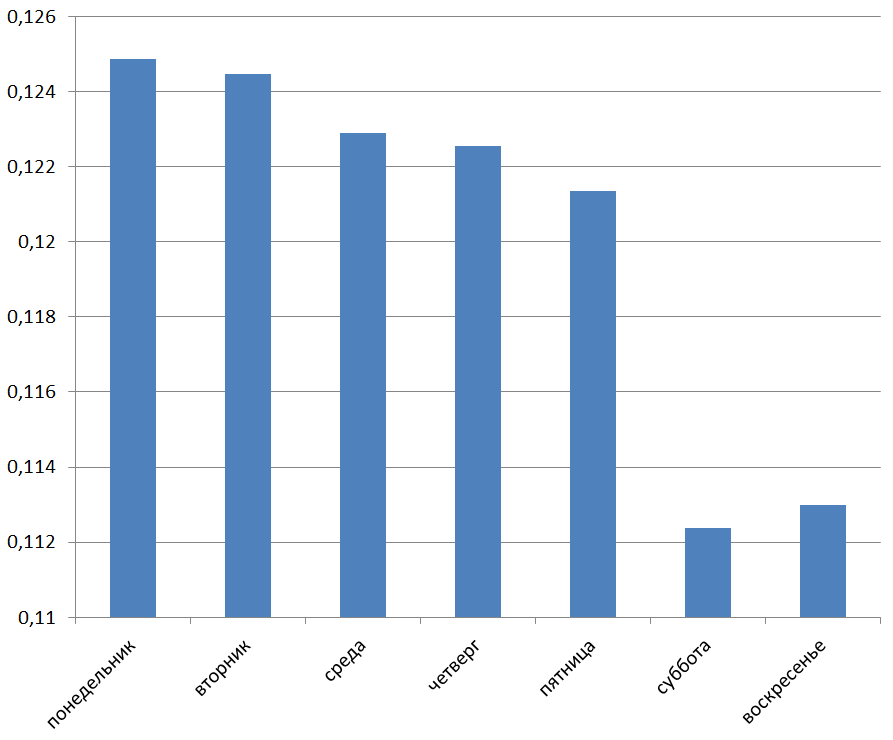 0,126
0,124
0,122
0,12
0,118
0,116
0,114
0,112
0,11
понедельник
вторник
среда
четверг
пятница
суббота
воскресенье